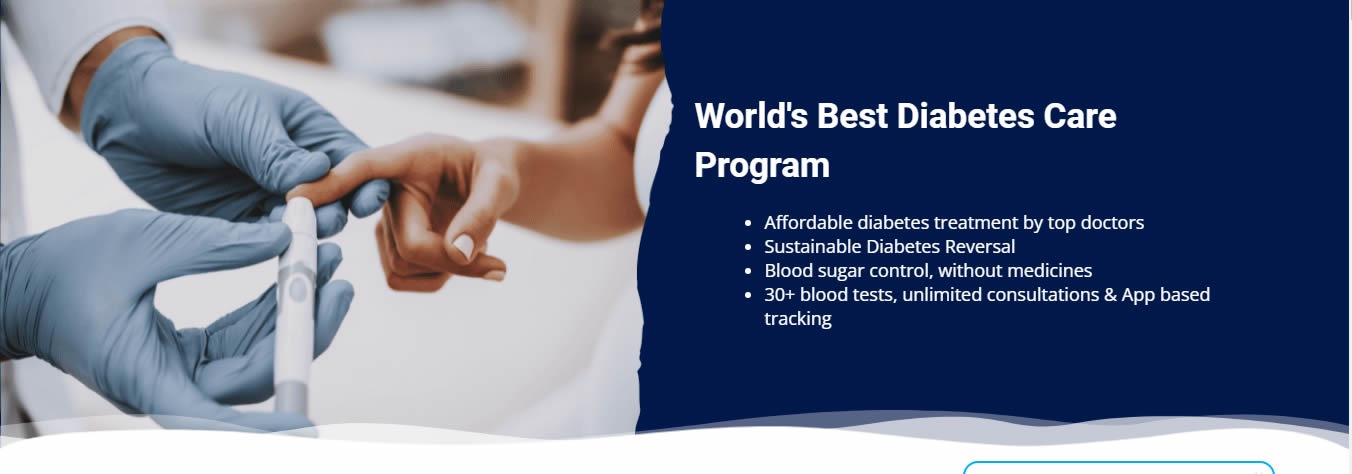 World's Best Diabetes Care
Program
Affordable diabetes treatment by top doctors
Sustainable Diabetes Reversal
Blood sugar control, without medicines
30+ blood tests, unlimited consultations & App based
tracking